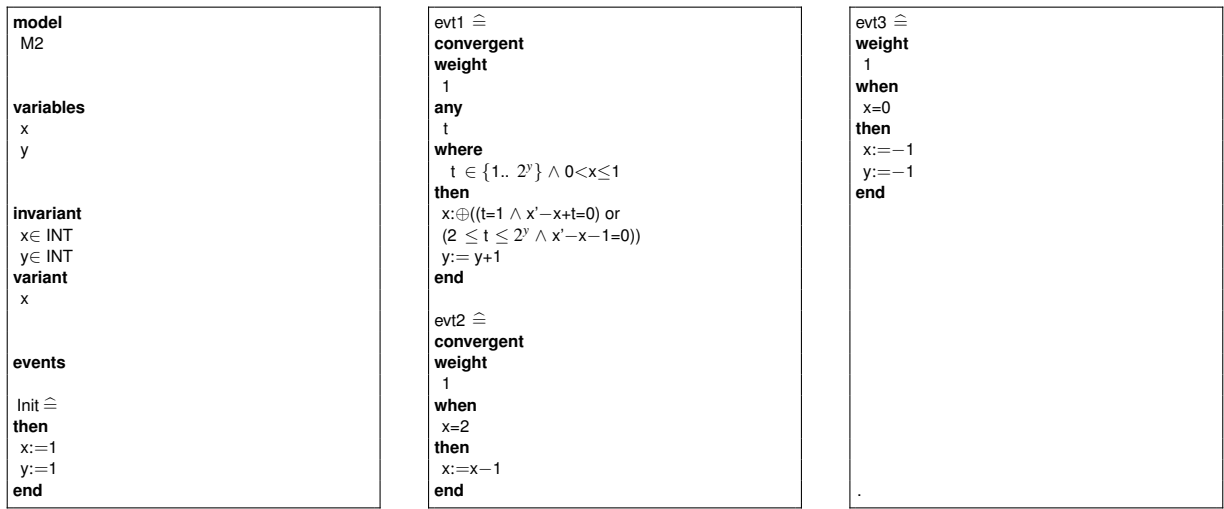 model
M2
variables
x
y
invariant
x∈ INT
y∈ INT
variant
x
events
Init ≙
then
x:=1
y:=1
end
evt1 ≙
convergent
weight
1
any
t
where
t ∈ {1.. 2^y} ∧ 0<x≤1
then
x:⊕((t=1 ∧ x'−x+t=0) or
(2 ≤ t ≤ 2^y ∧ x'−x−1=0))
y:= y+1
end
evt2 ≙
convergent
weight
1
when
x=2
then
x:=x−1
end
evt3 ≙
weight
1
when
x=0
then
x:=−1
y:=−1
end
.